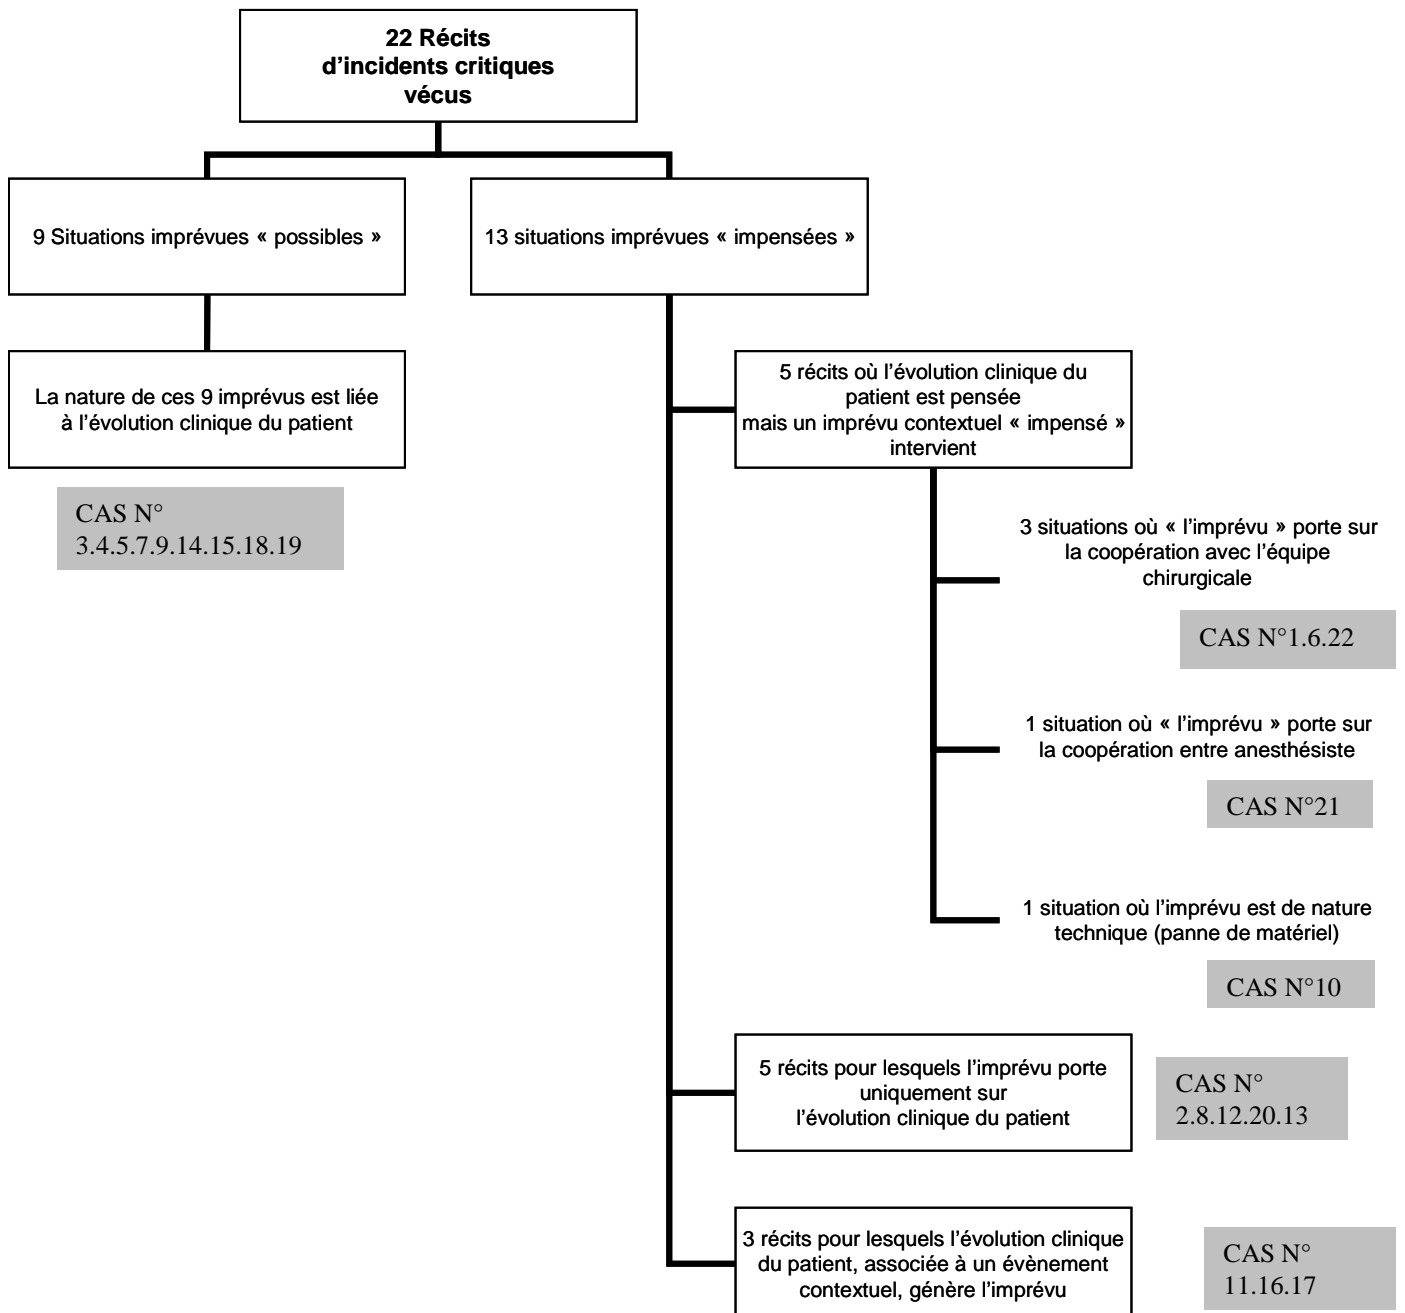 22 Récits
d'incidents critiques
vécus
9 Situations imprévues « possibles »
13 situations imprévues « impensées »
La nature de ces 9 imprévus est liée
à l'évolution clinique du patient
CAS N°
3.4.5.7.9.14.15.18.19
5 récits où l'évolution clinique du
patient est pensée
mais un imprévu contextuel « impensé »
intervient
3 situations où « l'imprévu » porte sur
la coopération avec l'équipe
chirurgicale
CAS N°1.6.22
1 situation où « l'imprévu » porte sur
la coopération entre anesthésiste
CAS N°21
1 situation où l'imprévu est de nature
technique (panne de matériel)
CAS N°10
5 récits pour lesquels l'imprévu porte
uniquement sur
l'évolution clinique du patient
CAS N°
2.8.12.20.13
3 récits pour lesquels l'évolution clinique
du patient, associée à un évènement
contextuel, génère l'imprévu
CAS N°
11.16.17